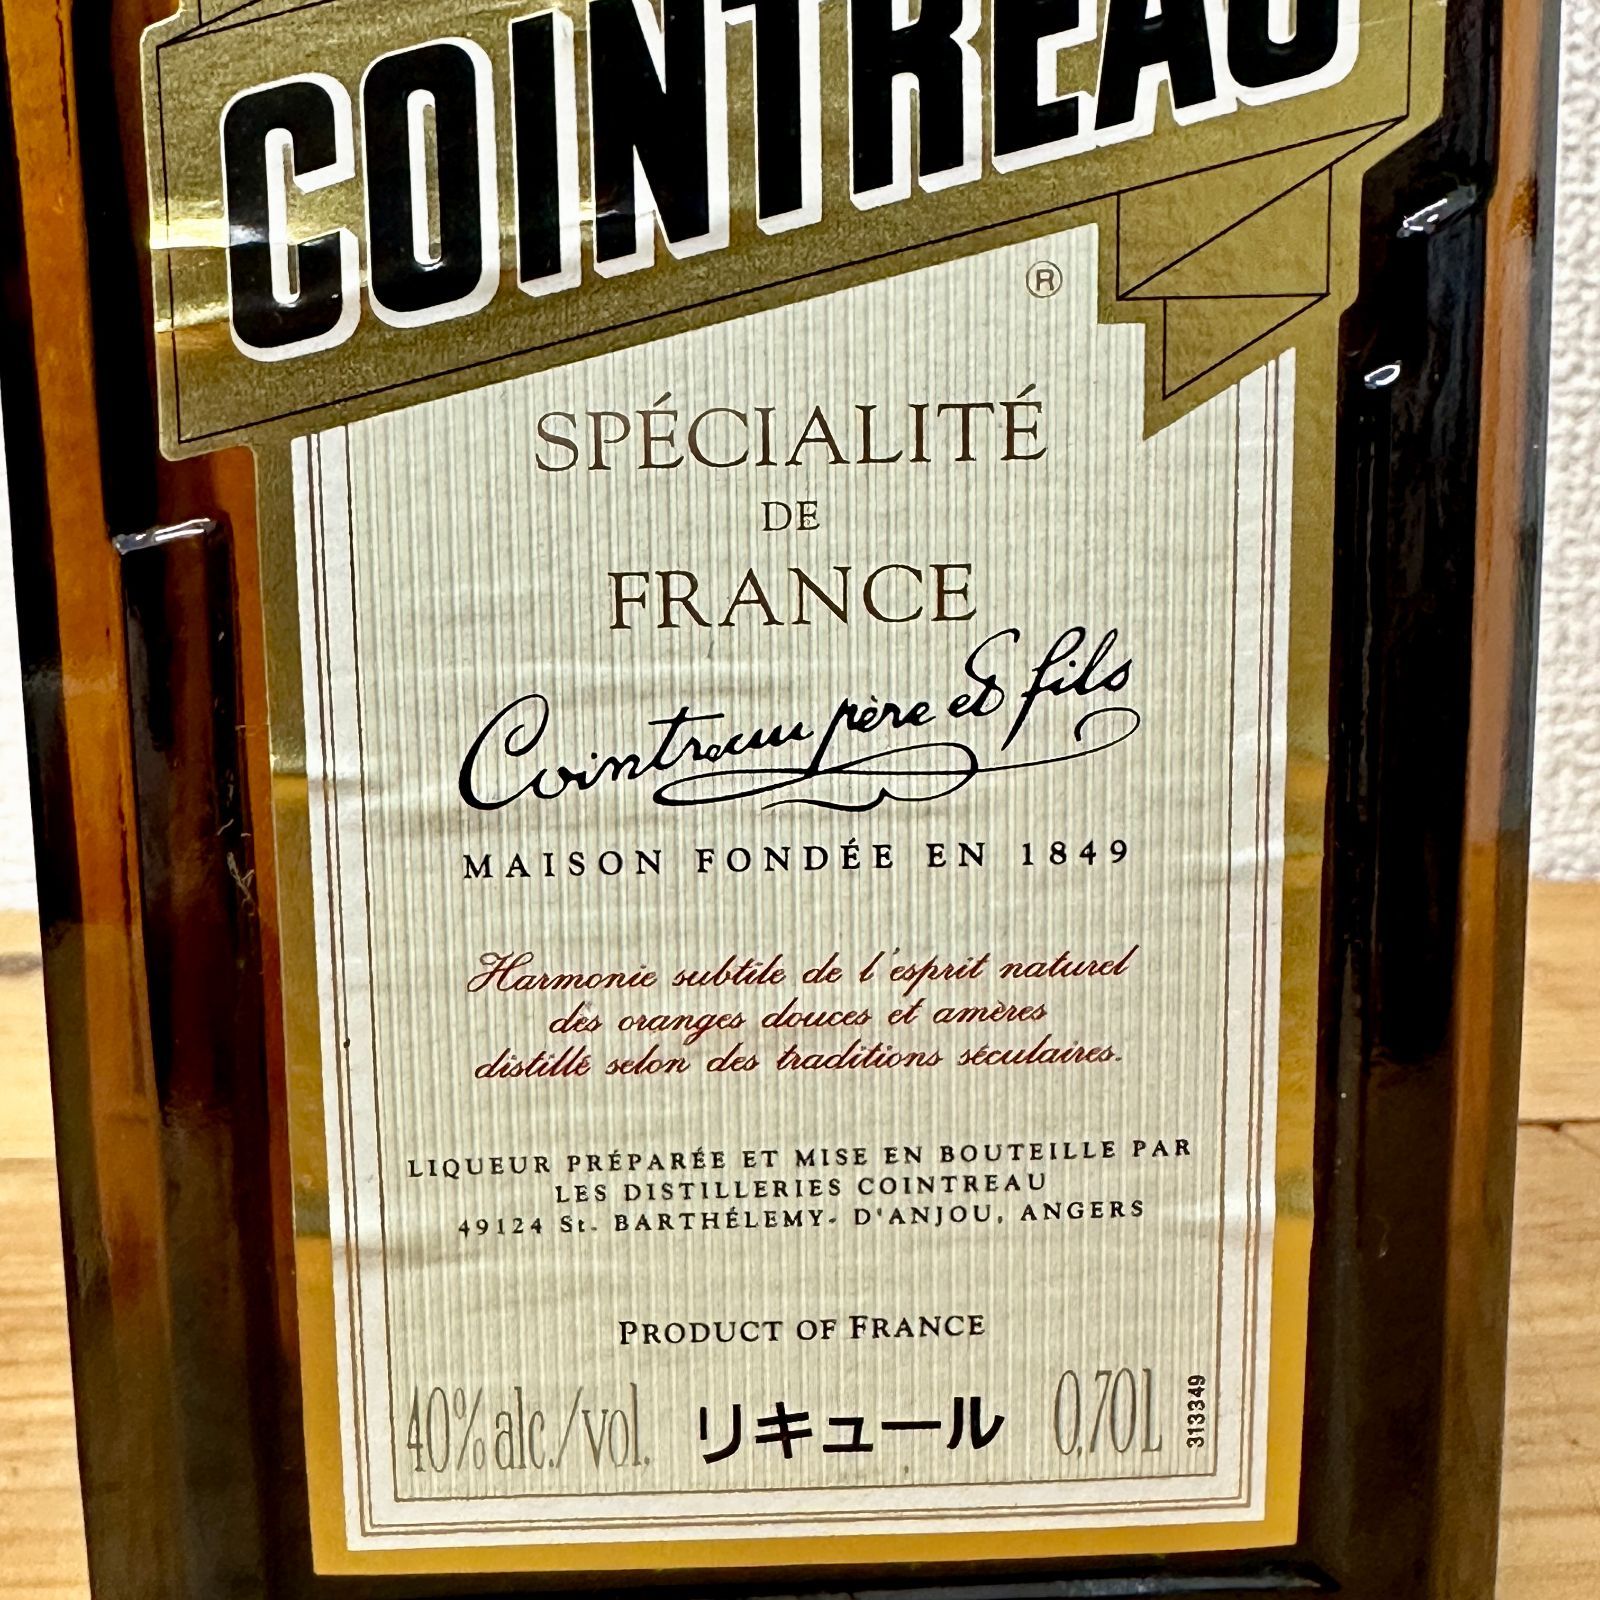 COINTREAU
®
SPÉCIALITÉ
DE
FRANCE
Cointreau père et fils
MAISON FONDÉE EN 1849
Harmonie subtile de l'esprit naturel
des oranges douces et amères
distillé selon des traditions séculaires.
LIQUEUR PRÉPARÉE ET MISE EN BOUTEILLE PAR
LES DISTILLERIES COINTREAU
49124 St. BARTHÉLEMY- D'ANJOU, ANGERS
PRODUCT OF FRANCE
40% alc./vol. リキュール 0,70L 313349